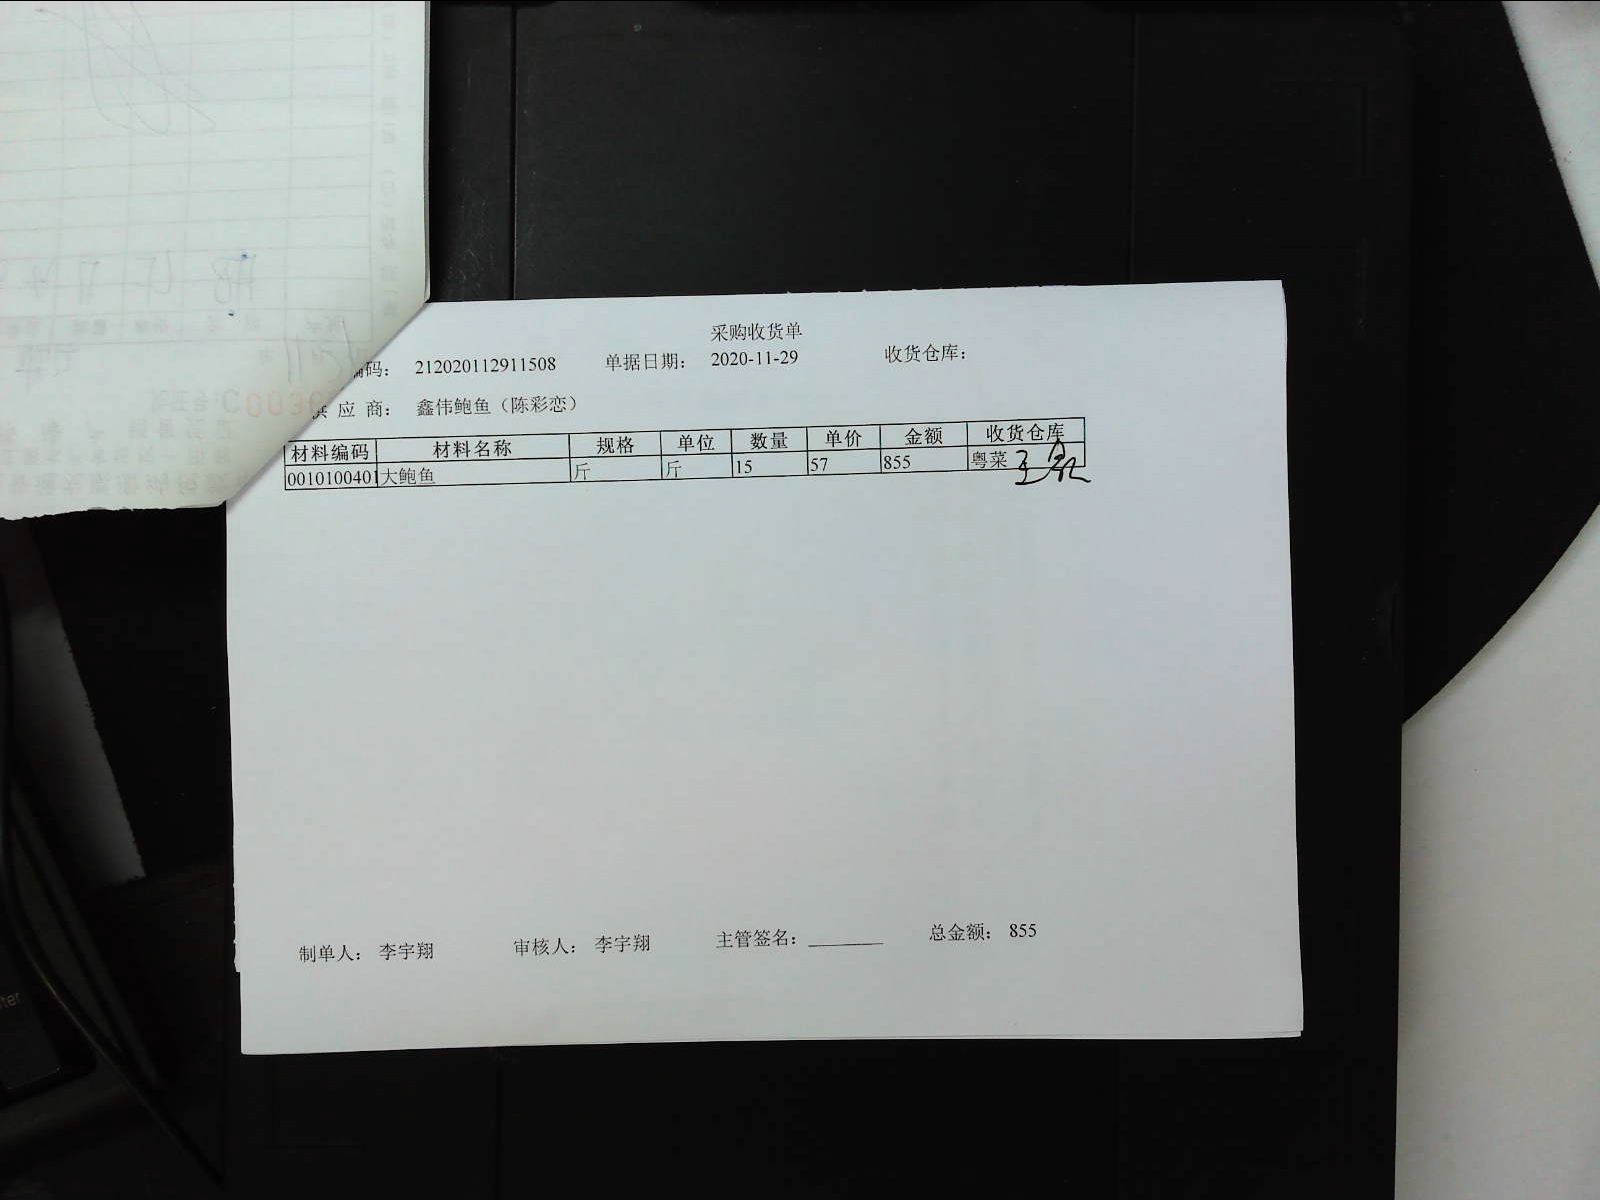 采购收货单
编码： 212020112911508 单据日期： 2020-11-29 收货仓库：
供应商： 鑫伟鲍鱼（陈彩恋）
材料编码 材料名称 规格 单位 数量 单价 金额 收货仓库
0010100401 大鲍鱼 斤 斤 15 57 855 粤菜
制单人： 李宇翔 审核人： 李宇翔 主管签名： 总金额： 855